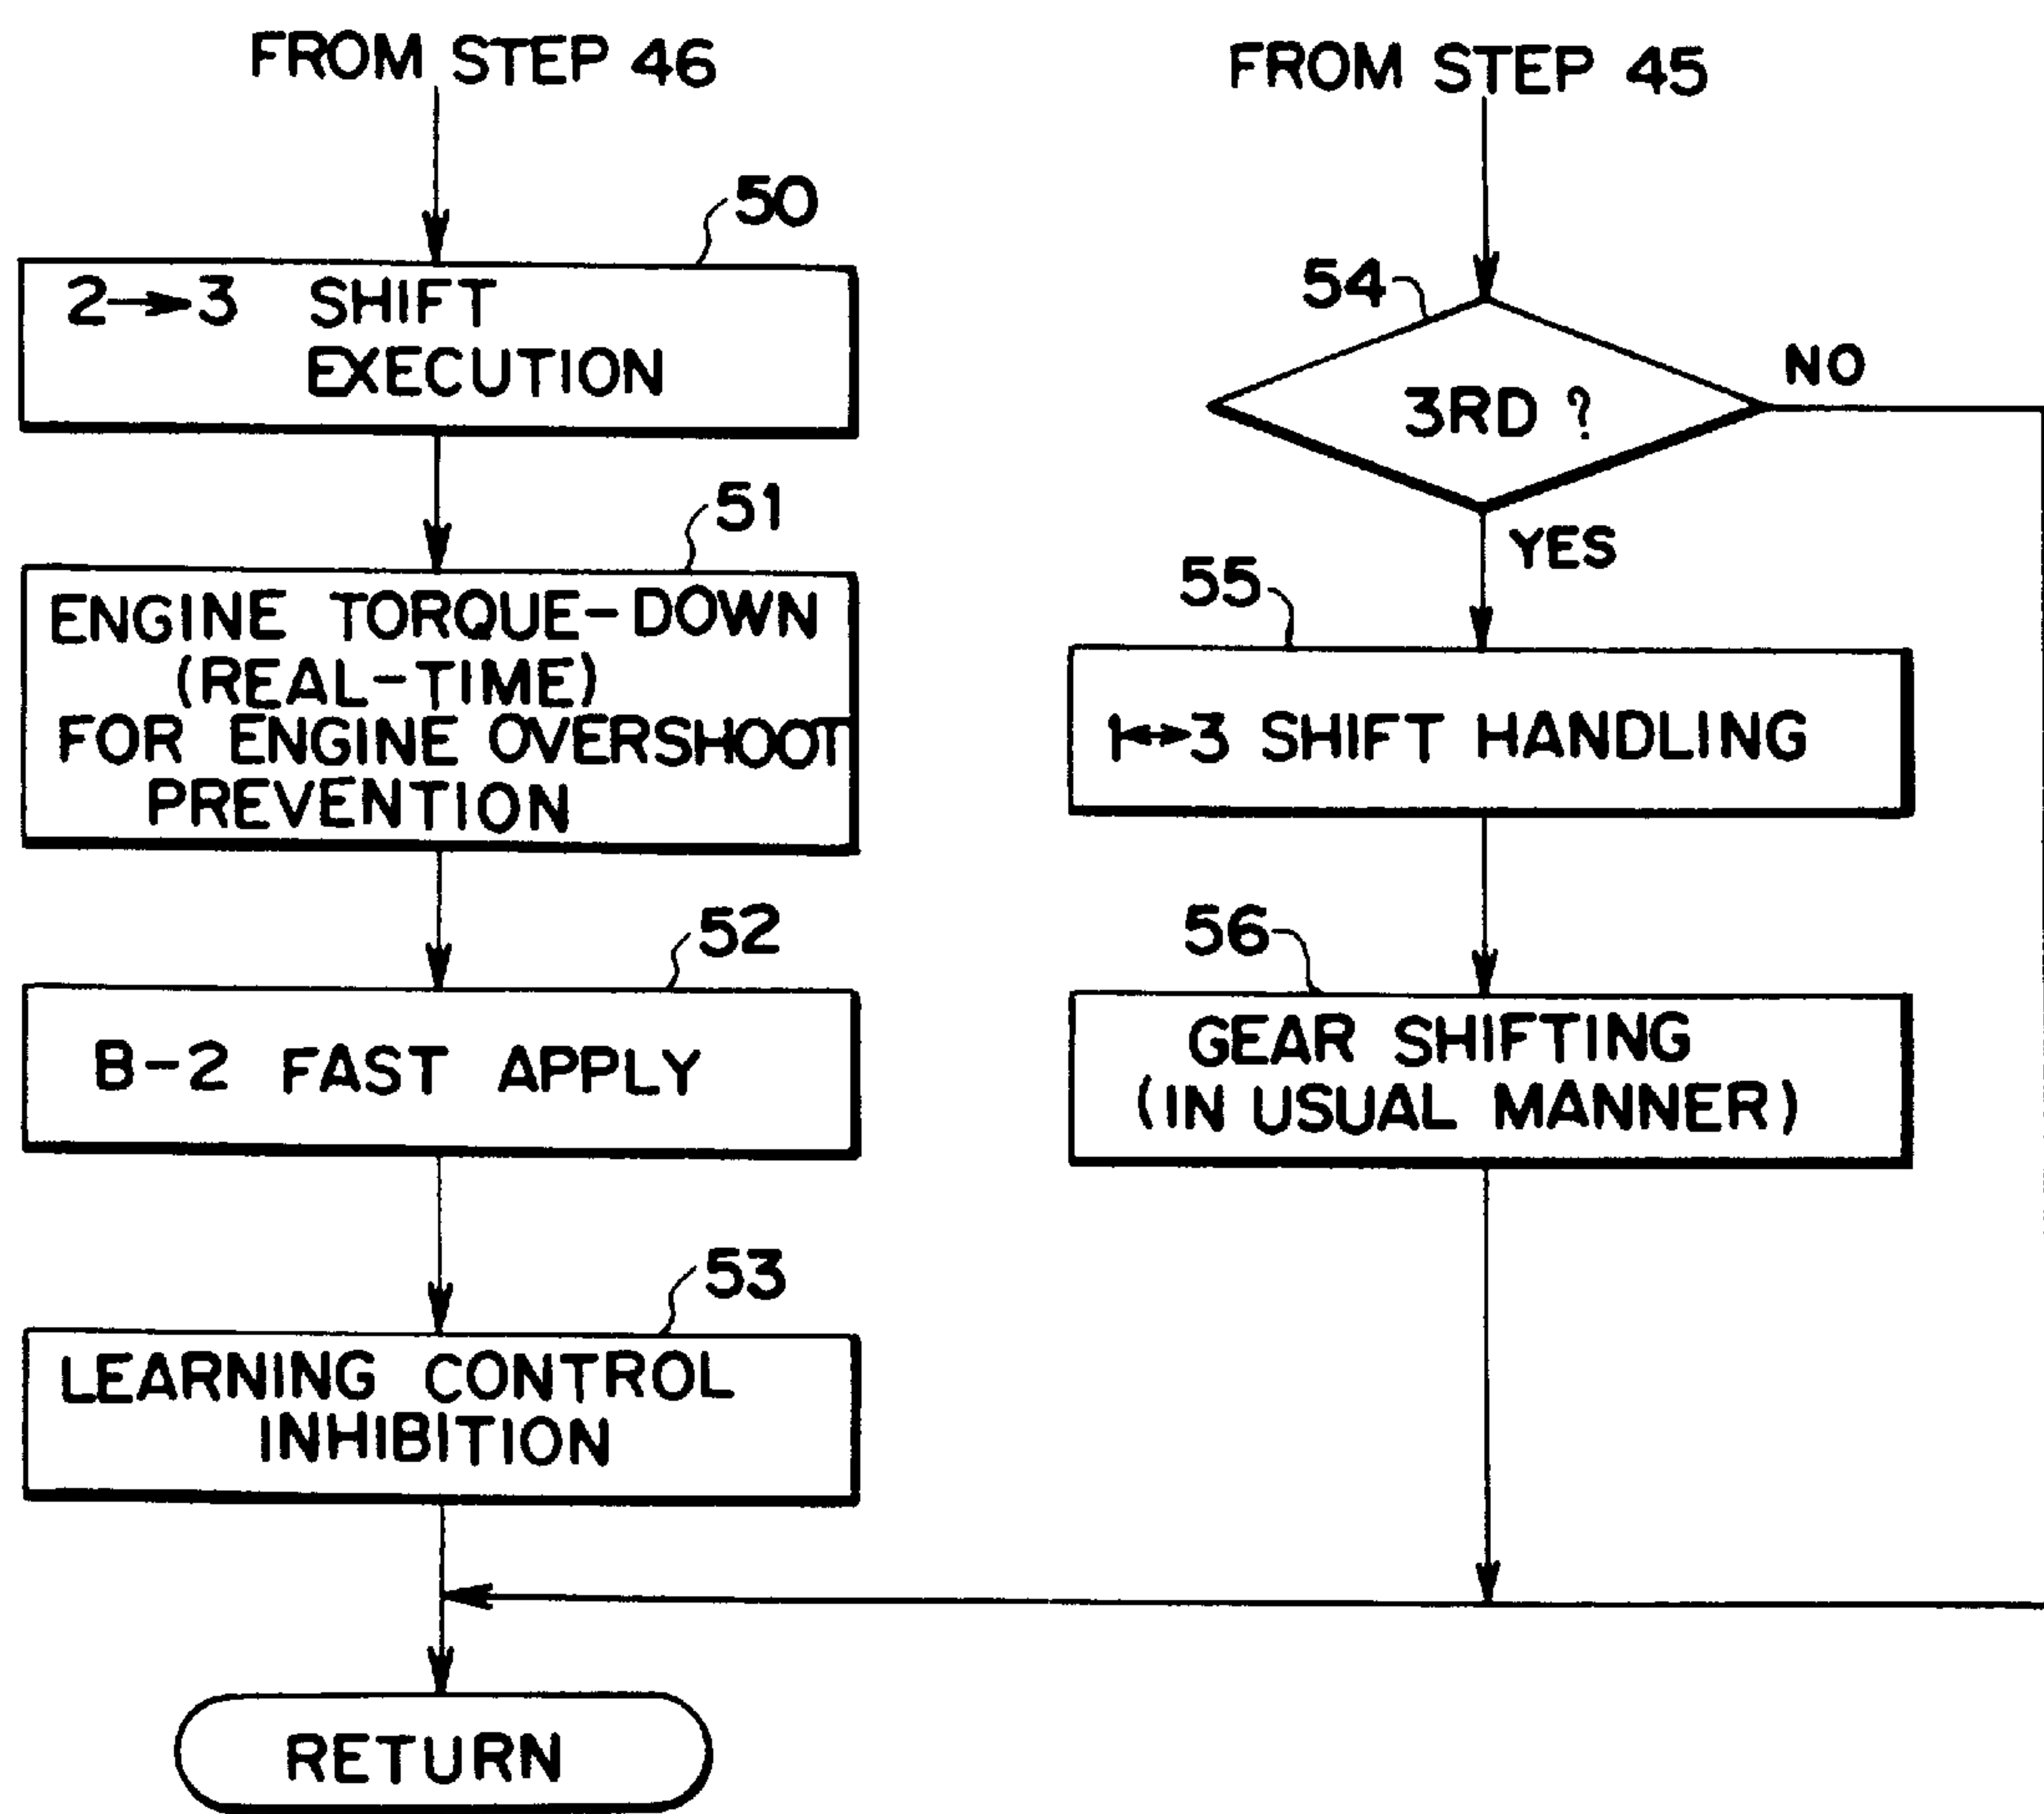 FROM STEP 46
50
2→3 SHIFT
EXECUTION
51
ENGINE TORQUE-DOWN
(REAL-TIME)
FOR ENGINE OVERSHOOT
PREVENTION
52
B-2 FAST APPLY
53
LEARNING CONTROL
INHIBITION
RETURN
FROM STEP 45
54
3RD ?
NO
YES
55
1↔3 SHIFT HANDLING
56
GEAR SHIFTING
(IN USUAL MANNER)